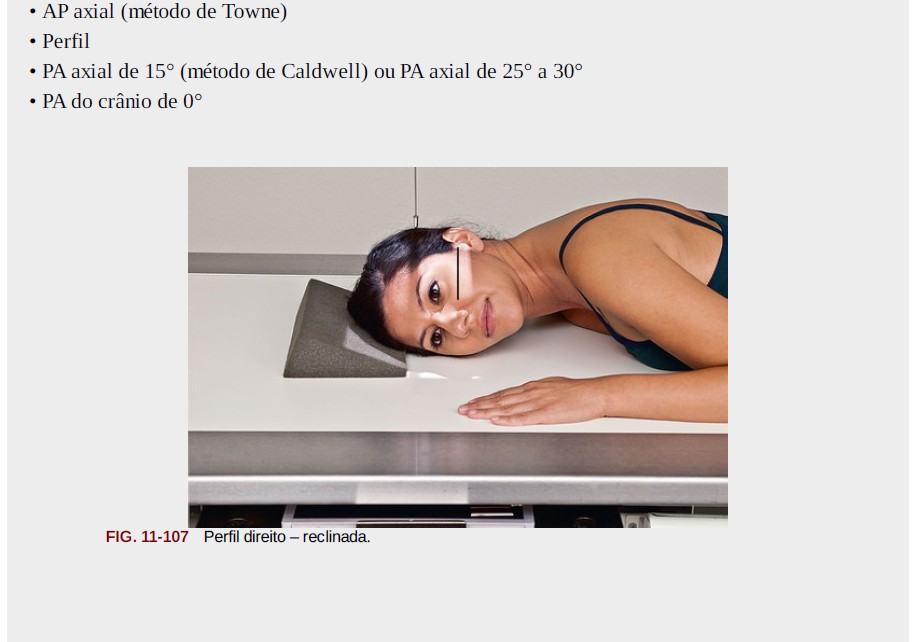 • AP axial (método de Towne)
• Perfil
• PA axial de 15° (método de Caldwell) ou PA axial de 25° a 30°
• PA do crânio de 0°
FIG. 11-107 Perfil direito – reclinada.